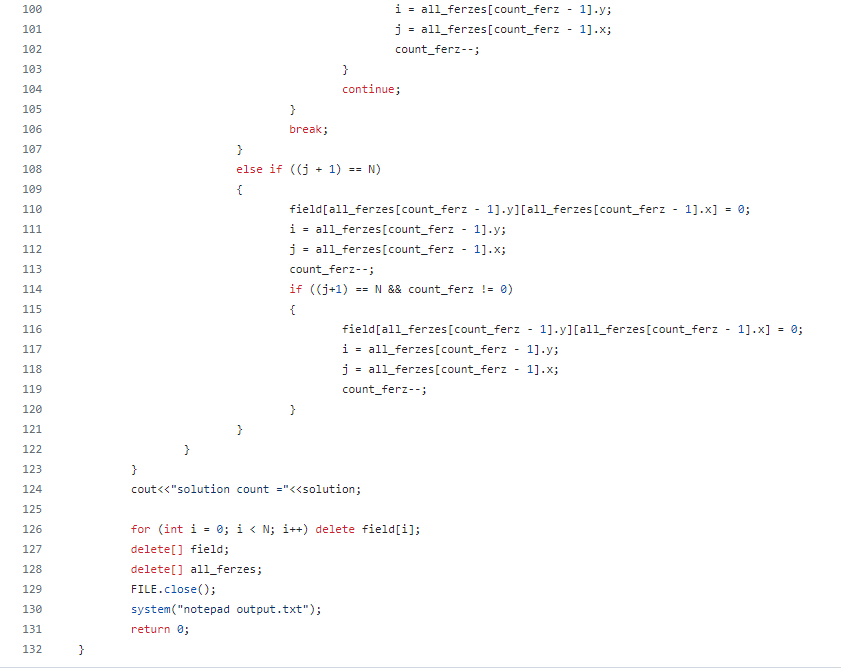 100 i = all_ferzes[count_ferz - 1].y;
101 j = all_ferzes[count_ferz - 1].x;
102 count_ferz--;
103 }
104 continue;
105 }
106 break;
107 }
108 else if ((j + 1) == N)
109 {
110 field[all_ferzes[count_ferz - 1].y][all_ferzes[count_ferz - 1].x] = 0;
111 i = all_ferzes[count_ferz - 1].y;
112 j = all_ferzes[count_ferz - 1].x;
113 count_ferz--;
114 if ((j+1) == N && count_ferz != 0)
115 {
116 field[all_ferzes[count_ferz - 1].y][all_ferzes[count_ferz - 1].x] = 0;
117 i = all_ferzes[count_ferz - 1].y;
118 j = all_ferzes[count_ferz - 1].x;
119 count_ferz--;
120 }
121 }
122 }
123 }
124 cout<<"solution count ="<<solution;
125
126 for (int i = 0; i < N; i++) delete field[i];
127 delete[] field;
128 delete[] all_ferzes;
129 FILE.close();
130 system("notepad output.txt");
131 return 0;
132 }